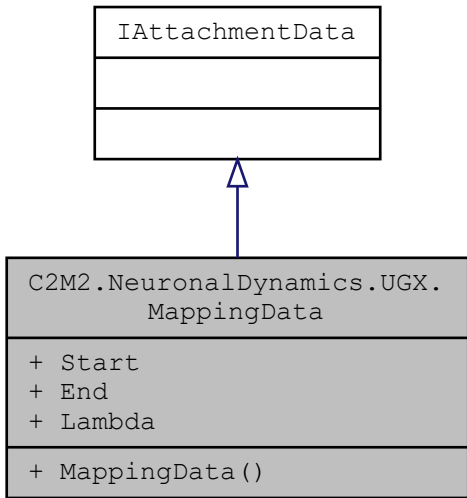 IAttachmentData
C2M2.NeuronalDynamics.UGX.
MappingData
+ Start
+ End
+ Lambda
+ MappingData()